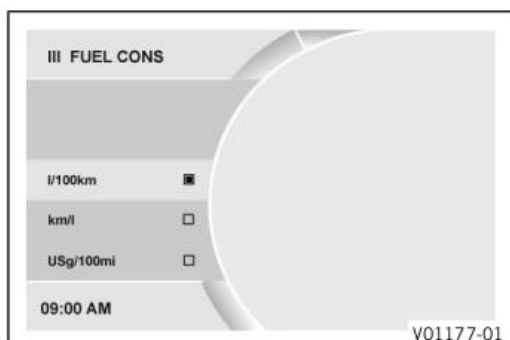 III FUEL CONS
l/100km
km/l
USg/100mi
09:00 AM
V01177-01